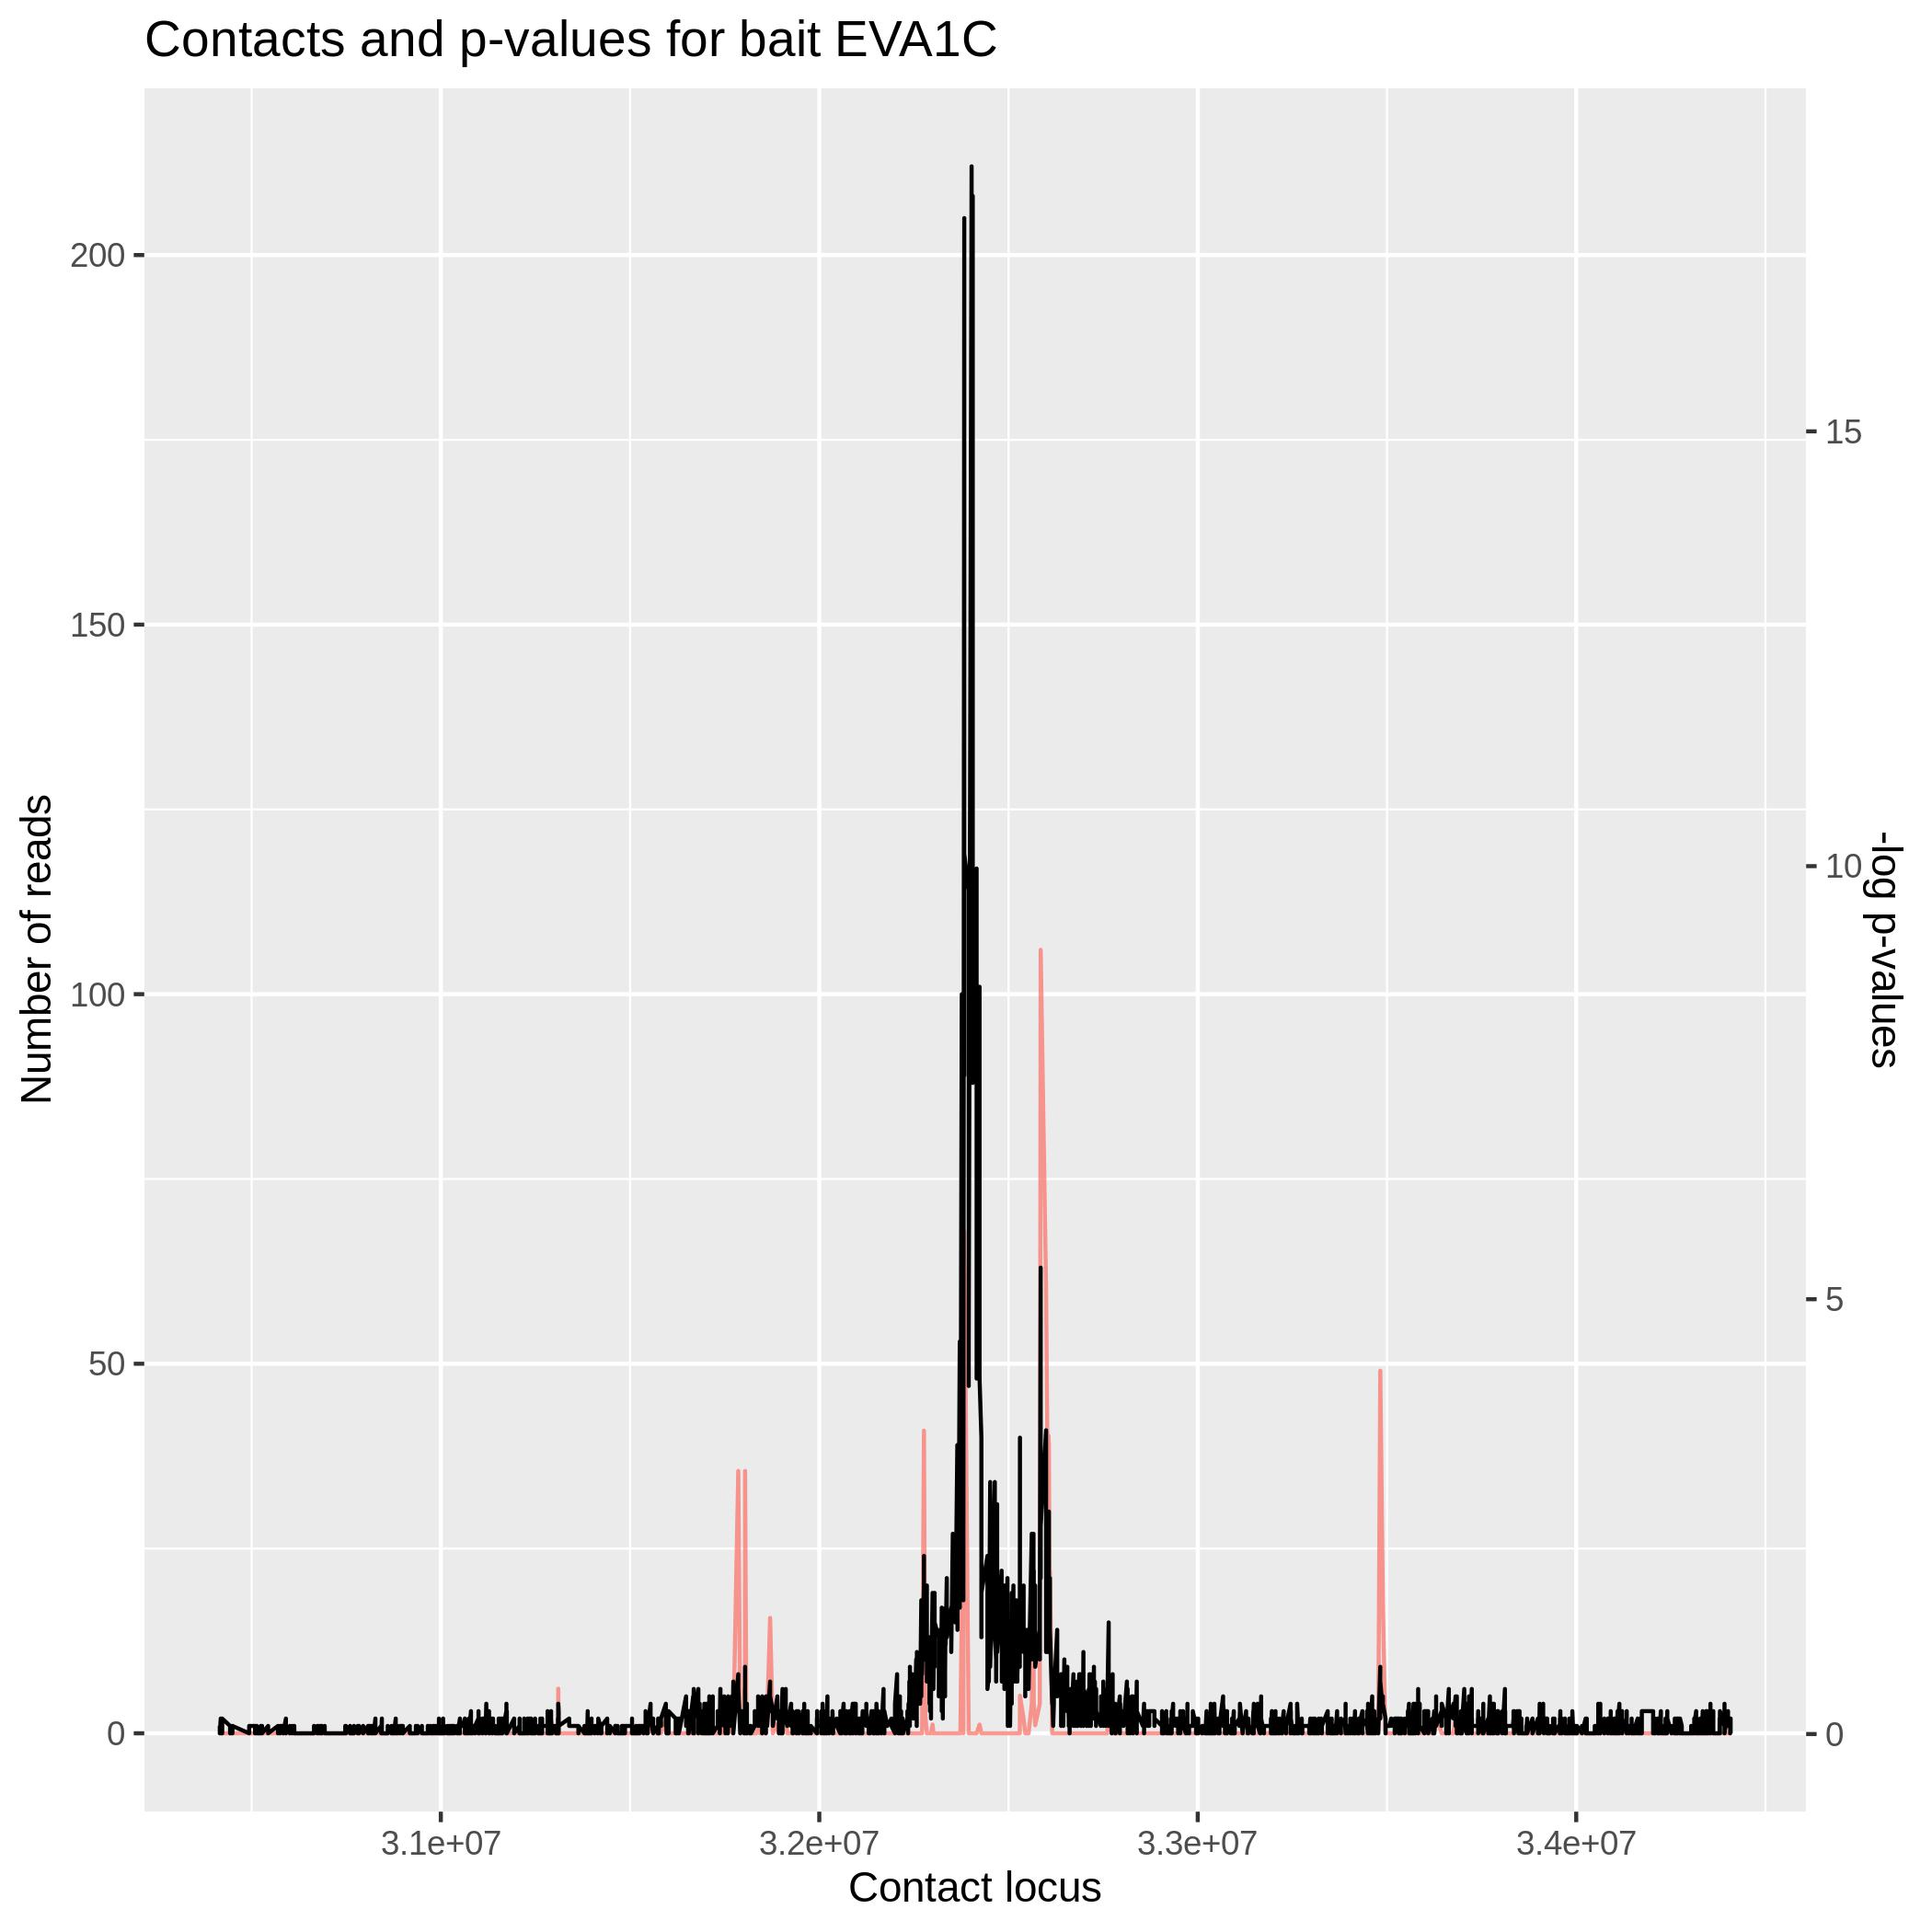 Contacts and p-values for bait EVA1C
200
150
100
50
0
Number of reads
15
10
5
0
-log p-values
3.1e+07
3.2e+07
3.3e+07
3.4e+07
Contact locus